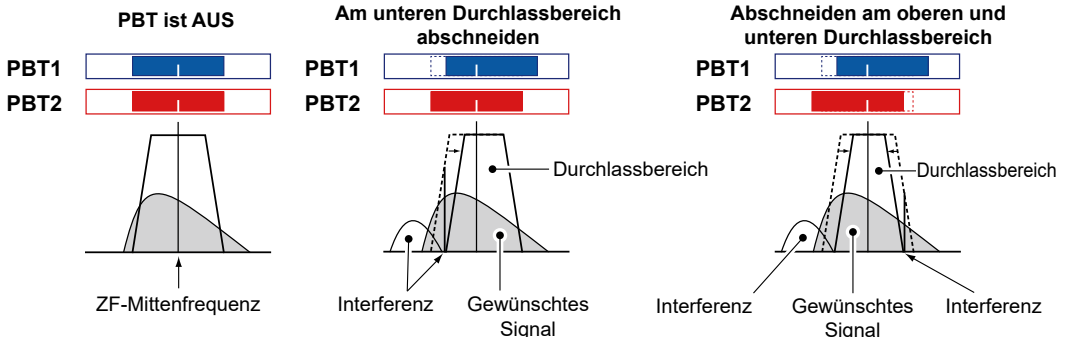 PBT ist AUS
PBT1
PBT2
ZF-Mittenfrequenz
Am unteren Durchlassbereich
abschneiden
PBT1
PBT2
Durchlassbereich
Interferenz
Gewünschtes
Signal
Abschneiden am oberen und
unteren Durchlassbereich
PBT1
PBT2
Durchlassbereich
Interferenz
Gewünschtes
Signal
Interferenz